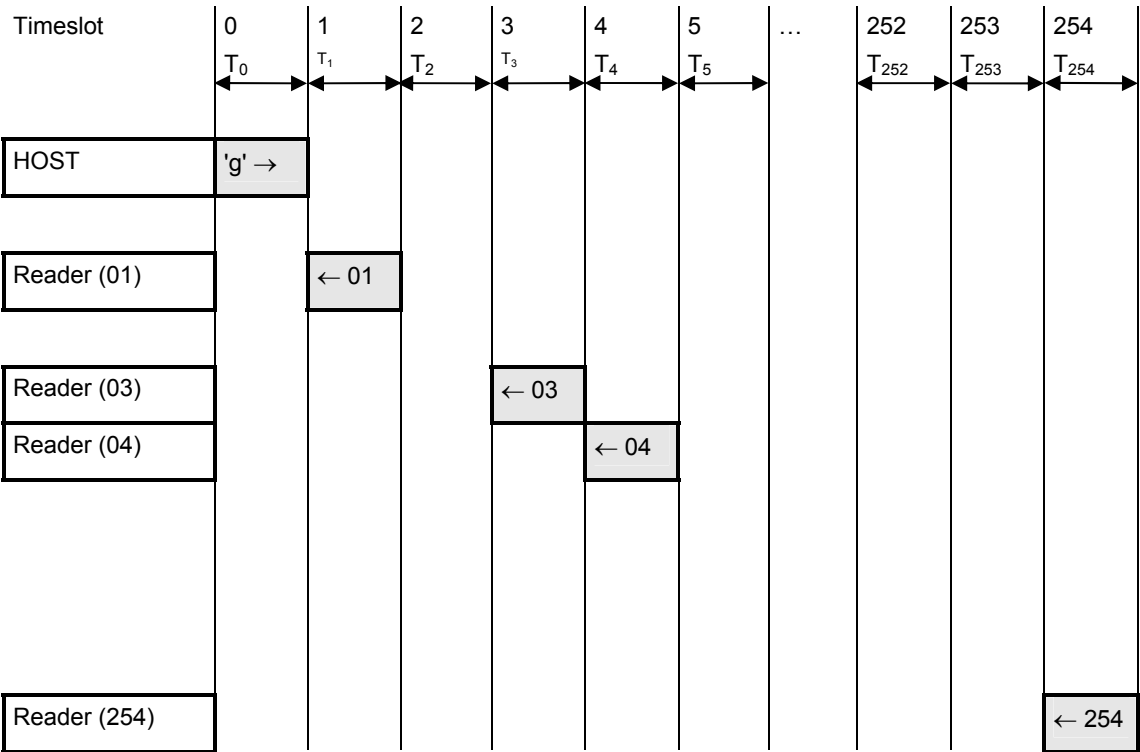 Timeslot 0 1 2 3 4 5 … 252 253 254
T₀ T₁ T₂ T₃ T₄ T₅ T₂₅₂ T₂₅₃ T₂₅₄
HOST 'g' →
Reader (01) ← 01
Reader (03) ← 03
Reader (04) ← 04
Reader (254) ← 254